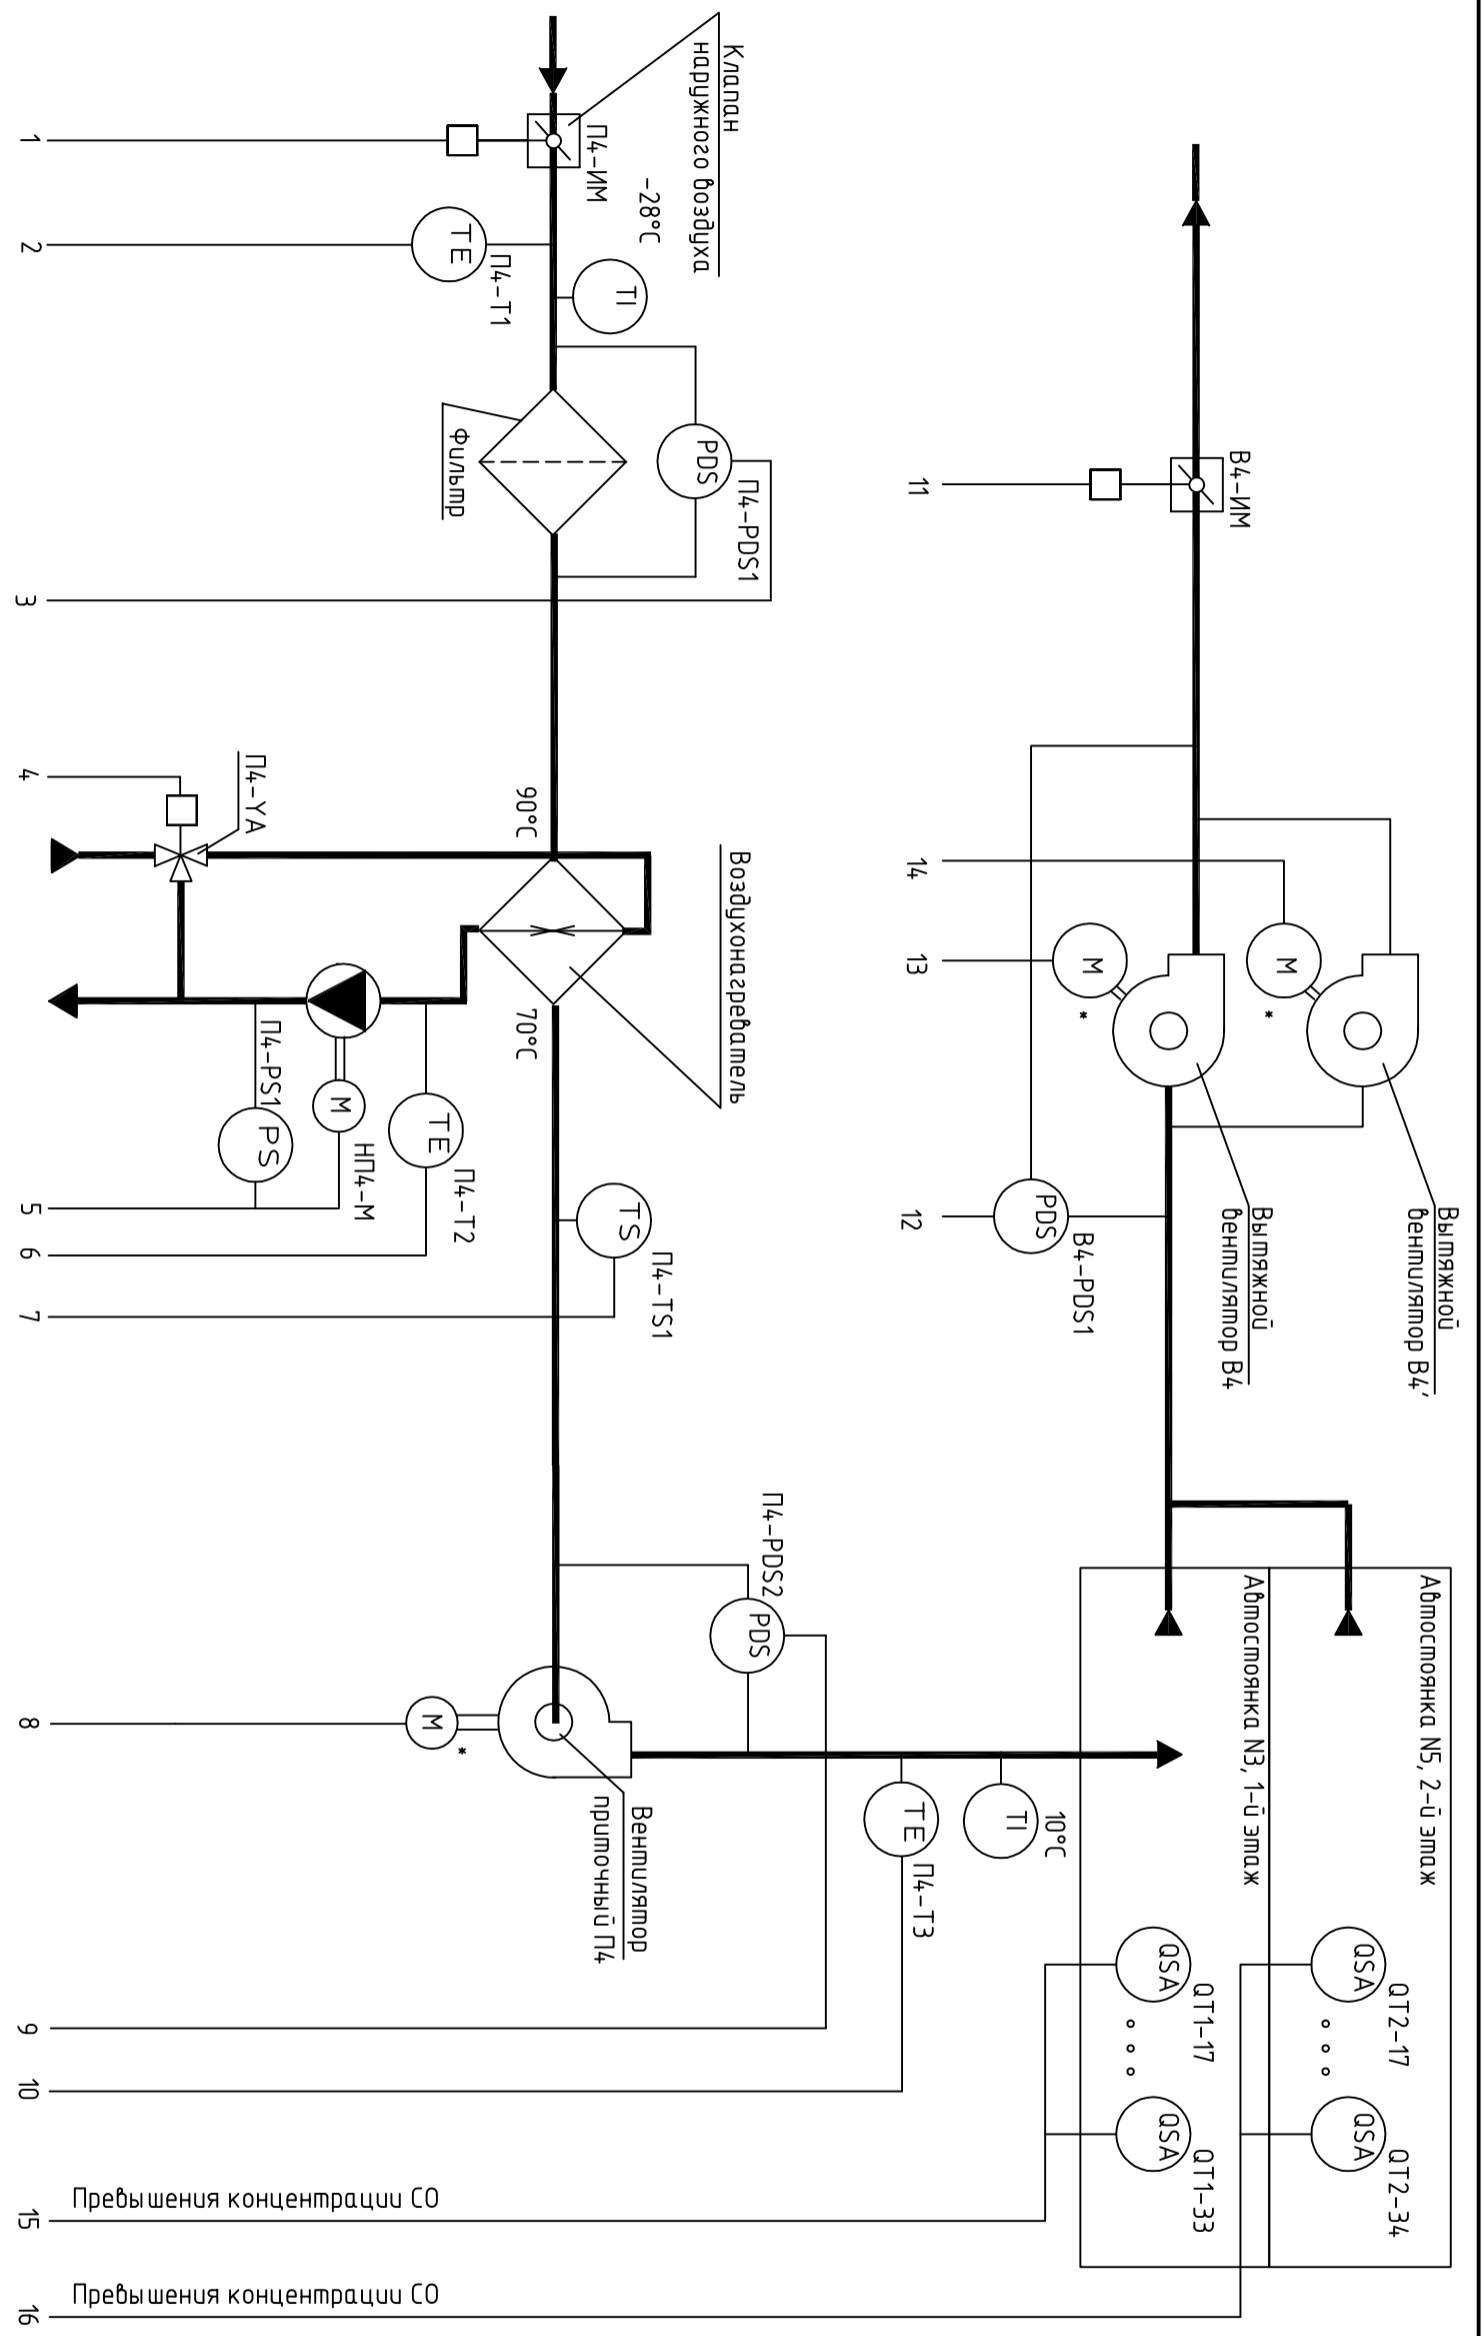 Автостоянка N5, 2-й этаж
Автостоянка N3, 1-й этаж
QT2-17
QT2-34
QSA
QSA
QT1-17
QT1-33
QSA
QSA
Вытяжной
вентилятор В4'
Вытяжной
вентилятор В4
В4-ИМ
М
*
М
*
PDS
В4-PDS1
11
14
13
12
Клапан
наружного воздуха
-28°С
П4-ИМ
TE
П4-Т1
TI
PDS
П4-PDS1
Фильтр
Воздухонагреватель
90°С
70°С
П4-YA
П4-PS1
PS
М
НП4-М
TE
П4-Т2
TS
П4-TS1
П4-PDS2
PDS
М
*
Вентилятор
приточный П4
TE
П4-Т3
TI
10°С
Превышения концентрации СО
Превышения концентрации СО
1
2
3
4
5
6
7
8
9
10
15
16